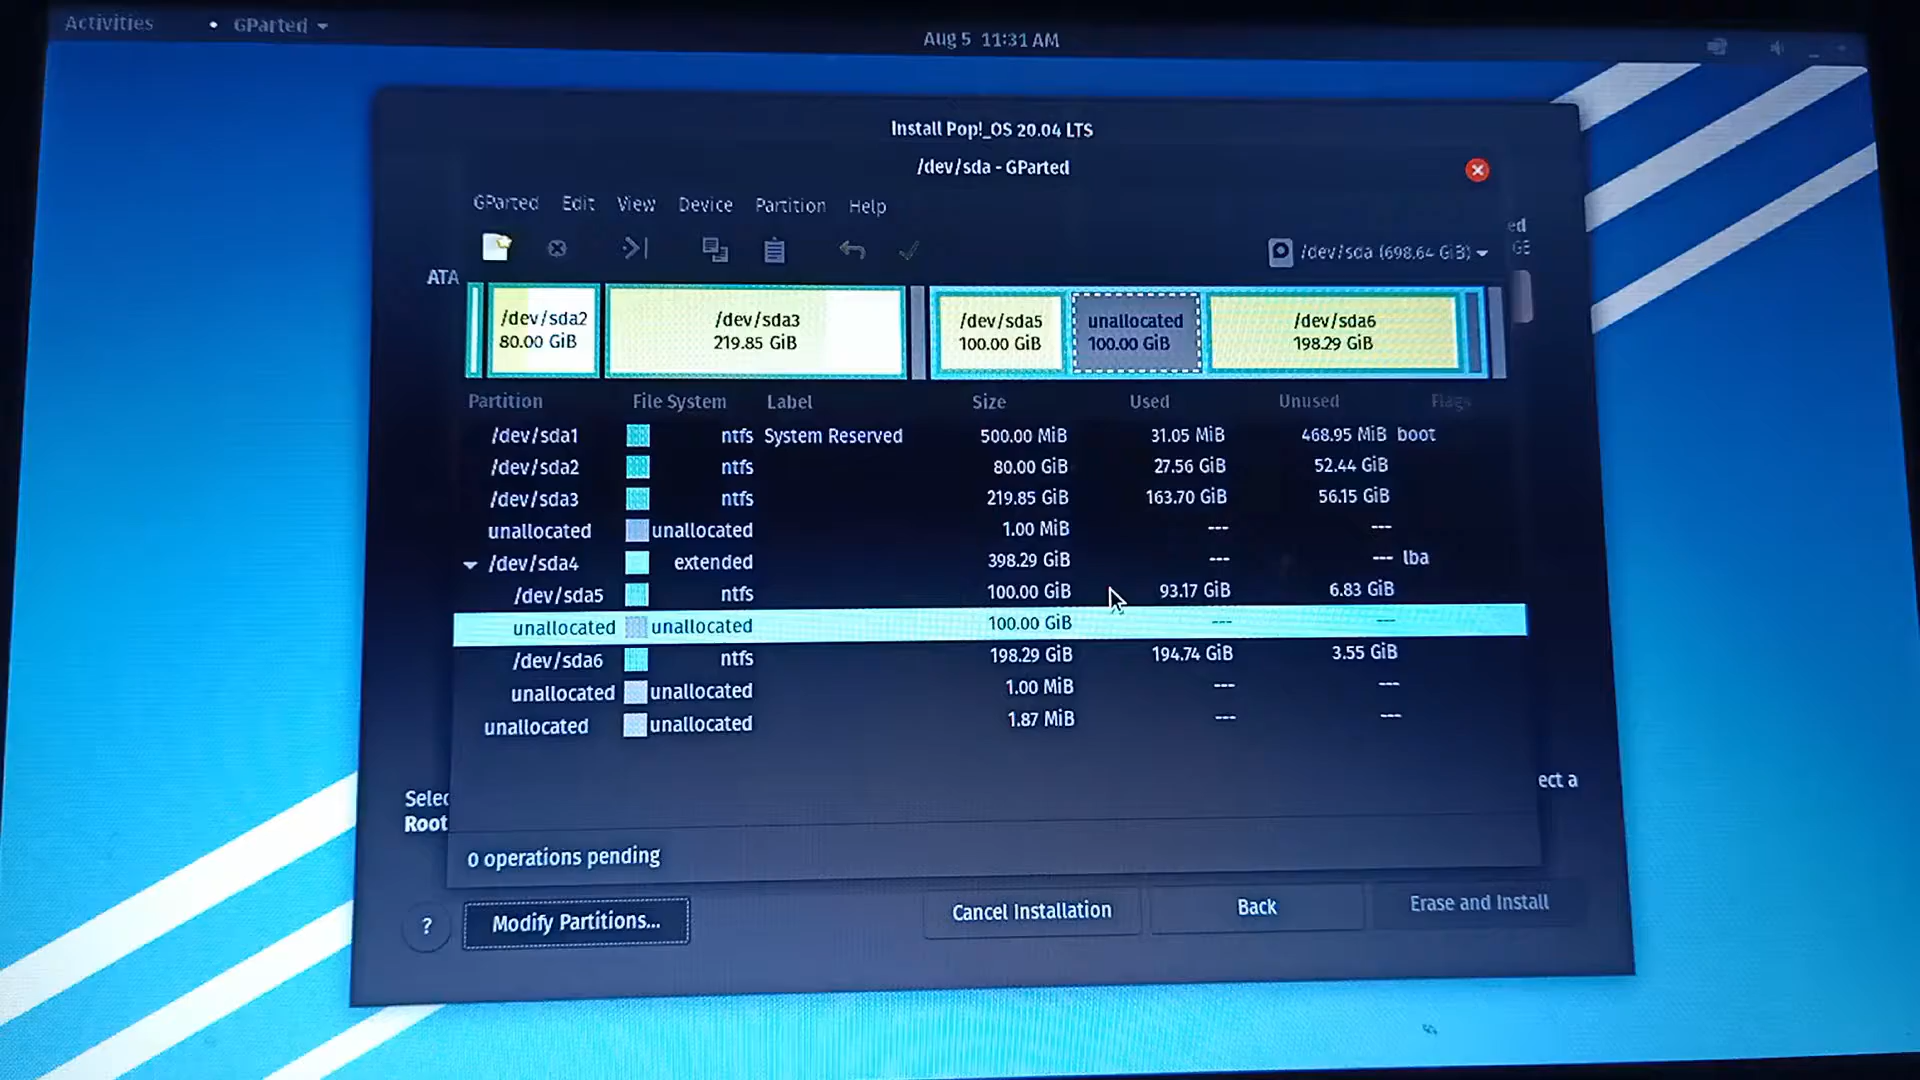 Activities
GParted
Aug 5 11:31 AM
Install Pop!_OS 20.04 LTS
/dev/sda - GParted
GParted Edit View Device Partition Help
ed
/dev/sda (698.64 GiB)
GB
ATA
/dev/sda2
80.00 GiB
/dev/sda3
219.85 GiB
/dev/sda5
100.00 GiB
unallocated
100.00 GiB
/dev/sda6
198.29 GiB
Partition File System Label Size Used Unused Flags
/dev/sda1 ntfs System Reserved 500.00 MiB 31.05 MiB 468.95 MiB boot
/dev/sda2 ntfs 80.00 GiB 27.56 GiB 52.44 GiB
/dev/sda3 ntfs 219.85 GiB 163.70 GiB 56.15 GiB
unallocated unallocated 1.00 MiB --- ---
/dev/sda4 extended 398.29 GiB --- --- lba
/dev/sda5 ntfs 100.00 GiB 93.17 GiB 6.83 GiB
unallocated unallocated 100.00 GiB --- ---
/dev/sda6 ntfs 198.29 GiB 194.74 GiB 3.55 GiB
unallocated unallocated 1.00 MiB --- ---
unallocated unallocated 1.87 MiB --- ---
Selec
ect a
Root
0 operations pending
? Modify Partitions... Cancel Installation Back Erase and Install